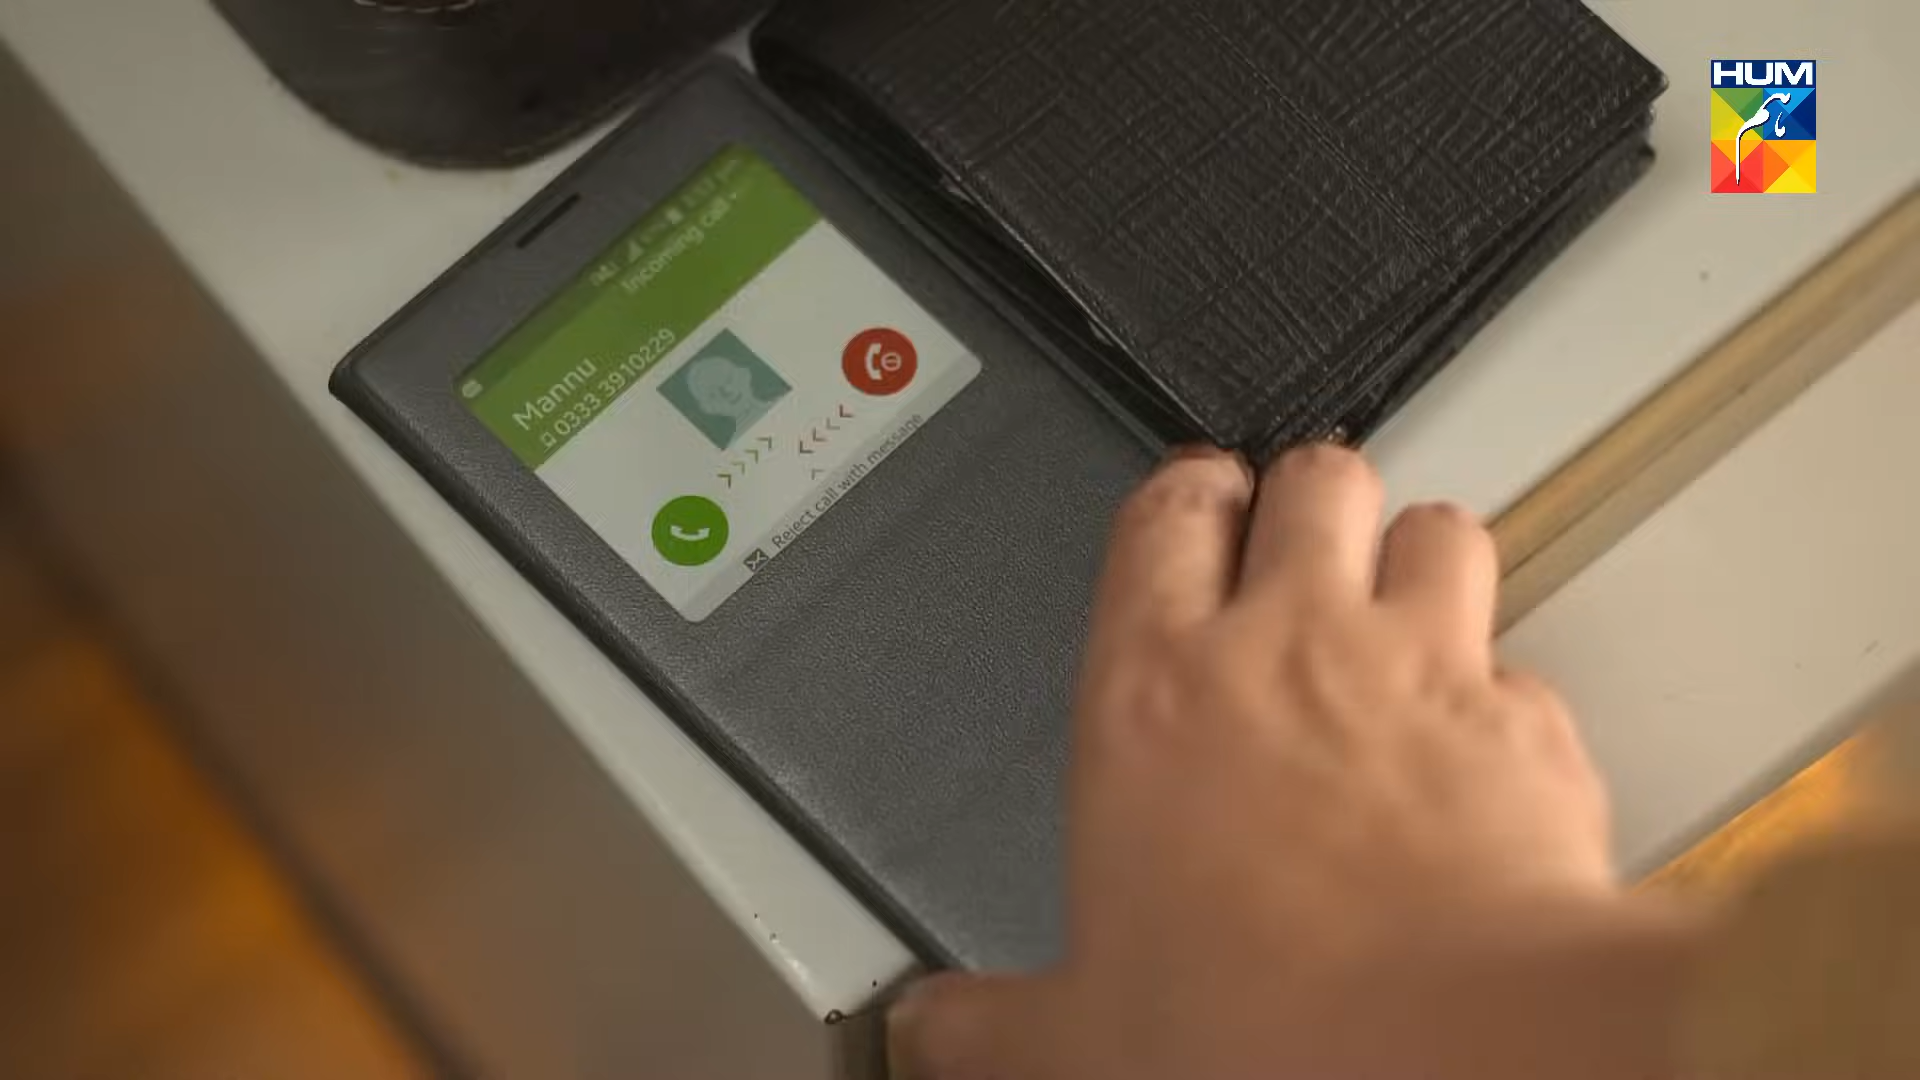 HUM
Incoming call
Mannu
0333 3910229
Reject call with message